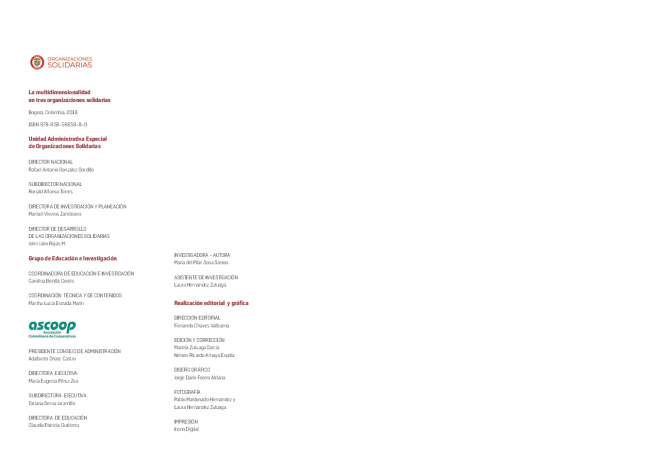 ORGANIZACIONES
SOLIDARIAS
La multidimensionalidad
en tres organizaciones solidarias
Bogotá, Colombia, 2018
ISBN 978-958-58858-8-0
Unidad Administrativa Especial
de Organizaciones Solidarias
DIRECTOR NACIONAL
Rafael Antonio González Gordillo
SUBDIRECTOR NACIONAL
Ronald Alfonso Torres
DIRECTORA DE INVESTIGACIÓN Y PLANEACIÓN
Marisol Viveros Zambrano
DIRECTOR DE DESARROLLO
DE LAS ORGANIZACIONES SOLIDARIAS
John Jairo Rojas M
Grupo de Educación e Investigación
COORDINADORA DE EDUCACIÓN E INVESTIGACIÓN
Carolina Bonilla Cortés
COORDINACIÓN TÉCNICA Y DE CONTENIDOS
Martha Lucía Estrada Marín
ascoop
Asociación
Colombiana de Cooperativas
PRESIDENTE CONSEJO DE ADMINISTRACIÓN
Adalberto Oñate Castro
DIRECTORA EJECUTIVA
María Eugenia Pérez Zea
SUBDIRECTORA EJECUTIVA
Tatiana Serna Jaramillo
DIRECTORA DE EDUCACIÓN
Claudia Patricia Gutiérrez
INVESTIGADORA – AUTORA
María del Pilar Sosa Santos
ASISTENTE DE INVESTIGACIÓN
Laura Hernández Zuluaga
Realización editorial y gráfica
DIRECCIÓN EDITORIAL
Fernando Chaves Valbuena
EDICIÓN Y CORRECCIÓN
Mariela Zuluaga García
Nelson Ricardo Amaya Espitia
DISEÑO GRÁFICO
Jorge Darío Forero Aldana
FOTOGRAFÍA
Pablo Maldonado Hernández y
Laura Hernández Zuluaga
IMPRESIÓN
Digital